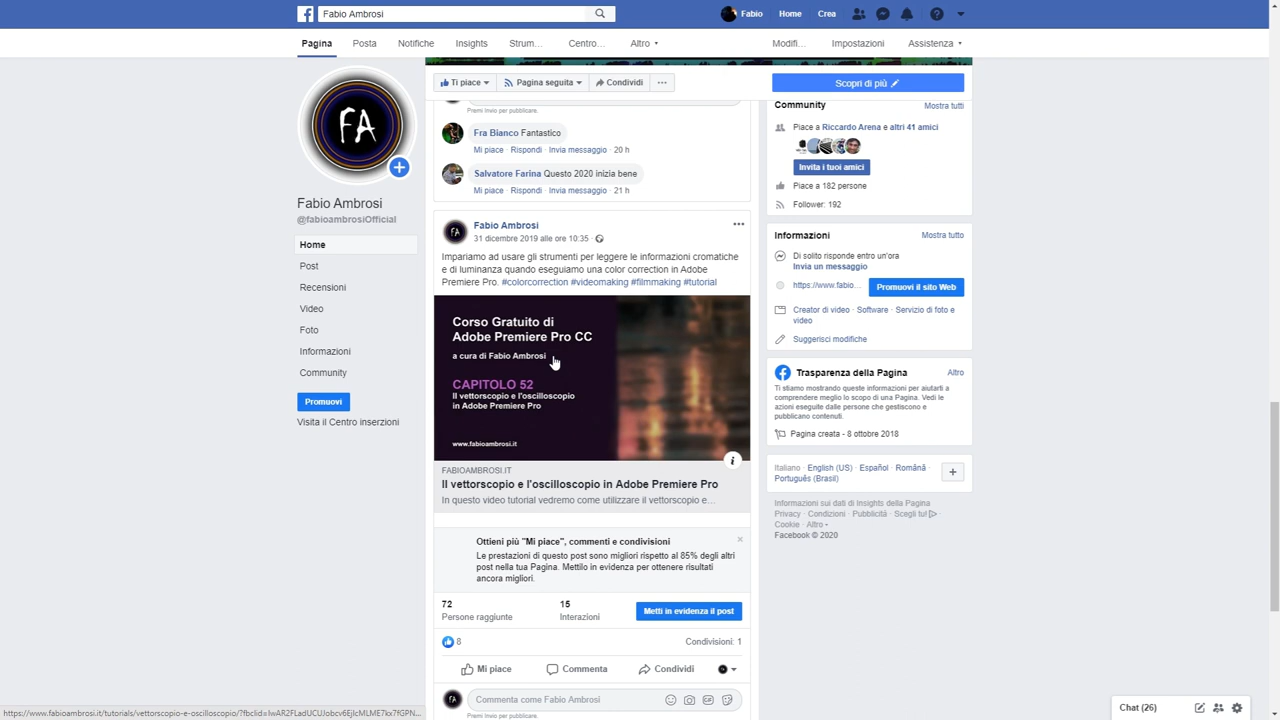 Fabio Ambrosi
Fabio Home Crea
Pagina Posta Notifiche Insights Strum... Centro... Altro Modifi... Impostazioni Assistenza
FA
Fabio Ambrosi
@fabioambrosiOfficial
Home
Post
Recensioni
Video
Foto
Informazioni
Community
Promuovi
Visita il Centro inserzioni
Ti piace Pagina seguita Condividi ...
Scopri di più
Premi Invio per pubblicare.
Fra Bianco Fantastico
Mi piace · Rispondi · Invia messaggio · 20 h
Salvatore Farina Questo 2020 inizia bene
Mi piace · Rispondi · Invia messaggio · 21 h
FA
Fabio Ambrosi
31 dicembre 2019 alle ore 10:35 ·
Impariamo ad usare gli strumenti per leggere le informazioni cromatiche
e di luminanza quando eseguiamo una color correction in Adobe
Premiere Pro. #colorcorrection #videomaking #filmmaking #tutorial
Corso Gratuito di
Adobe Premiere Pro CC
a cura di Fabio Ambrosi
CAPITOLO 52
Il vettorscopio e l'oscilloscopio
in Adobe Premiere Pro
www.fabioambrosi.it
FABIOAMBROSI.IT
Il vettorscopio e l'oscilloscopio in Adobe Premiere Pro
In questo video tutorial vedremo come utilizzare il vettorscopio e…
Ottieni più "Mi piace", commenti e condivisioni
Le prestazioni di questo post sono migliori rispetto al 85% degli altri
post nella tua Pagina. Mettilo in evidenza per ottenere risultati
ancora migliori.
72
Persone raggiunte
15
Interazioni
Metti in evidenza il post
8
Condivisioni: 1
Mi piace Commenta Condividi
FA
Commenta come Fabio Ambrosi
Premi Invio per pubblicare.
Community Mostra tutti
Piace a Riccardo Arena e altri 41 amici
Invita i tuoi amici
Piace a 182 persone
Follower: 192
Informazioni Mostra tutto
Di solito risponde entro un'ora
Invia un messaggio
https://www.fabio... Promuovi il sito Web
Creator di video · Software · Servizio di foto e
video
Suggerisci modifiche
Trasparenza della Pagina Altro
Ti stiamo mostrando queste informazioni per aiutarti a
comprendere meglio lo scopo di una Pagina. Vedi le
azioni eseguite dalle persone che gestiscono e
pubblicano contenuti.
Pagina creata - 8 ottobre 2018
Italiano · English (US) · Español · Română ·
Português (Brasil)
Informazioni sui dati di Insights della Pagina
Privacy · Condizioni · Pubblicità · Scegli tu! ·
Cookie · Altro
Facebook © 2020
Chat (26)